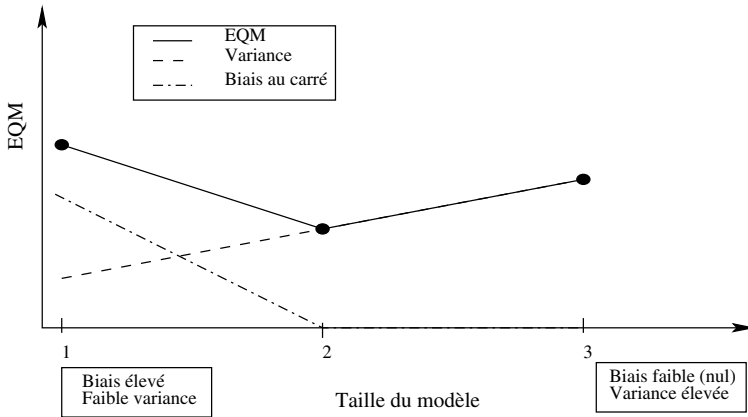 EQM
Variance
Biais au carré
EQM
1
2
3
Biais élevé
Faible variance
Taille du modèle
Biais faible (nul)
Variance élevée